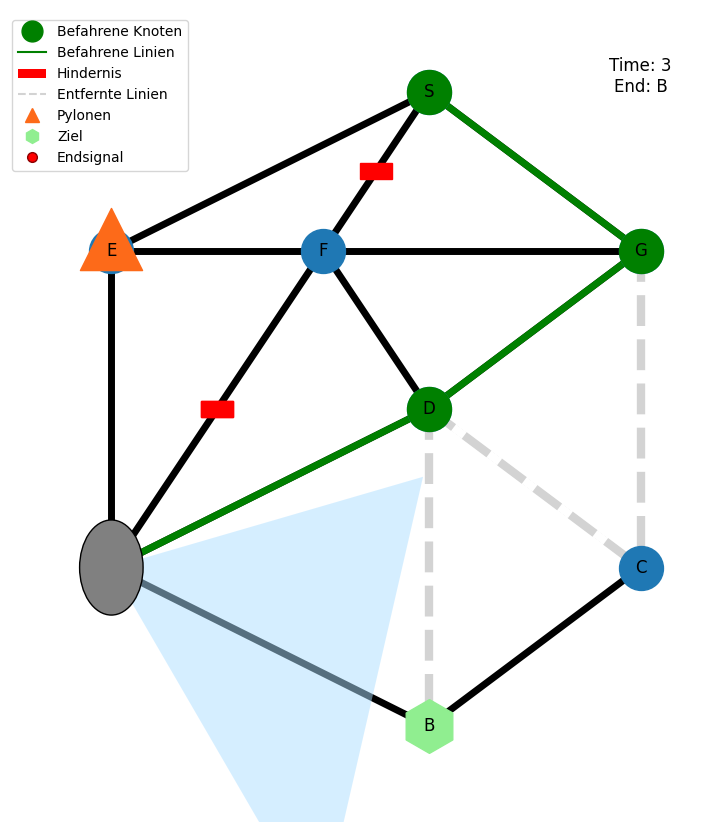 Befahrene Knoten
Befahrene Linien
Hindernis
Entfernte Linien
Pylonen
Ziel
Endsignal
Time: 3
End: B
S
E
F
G
D
C
B